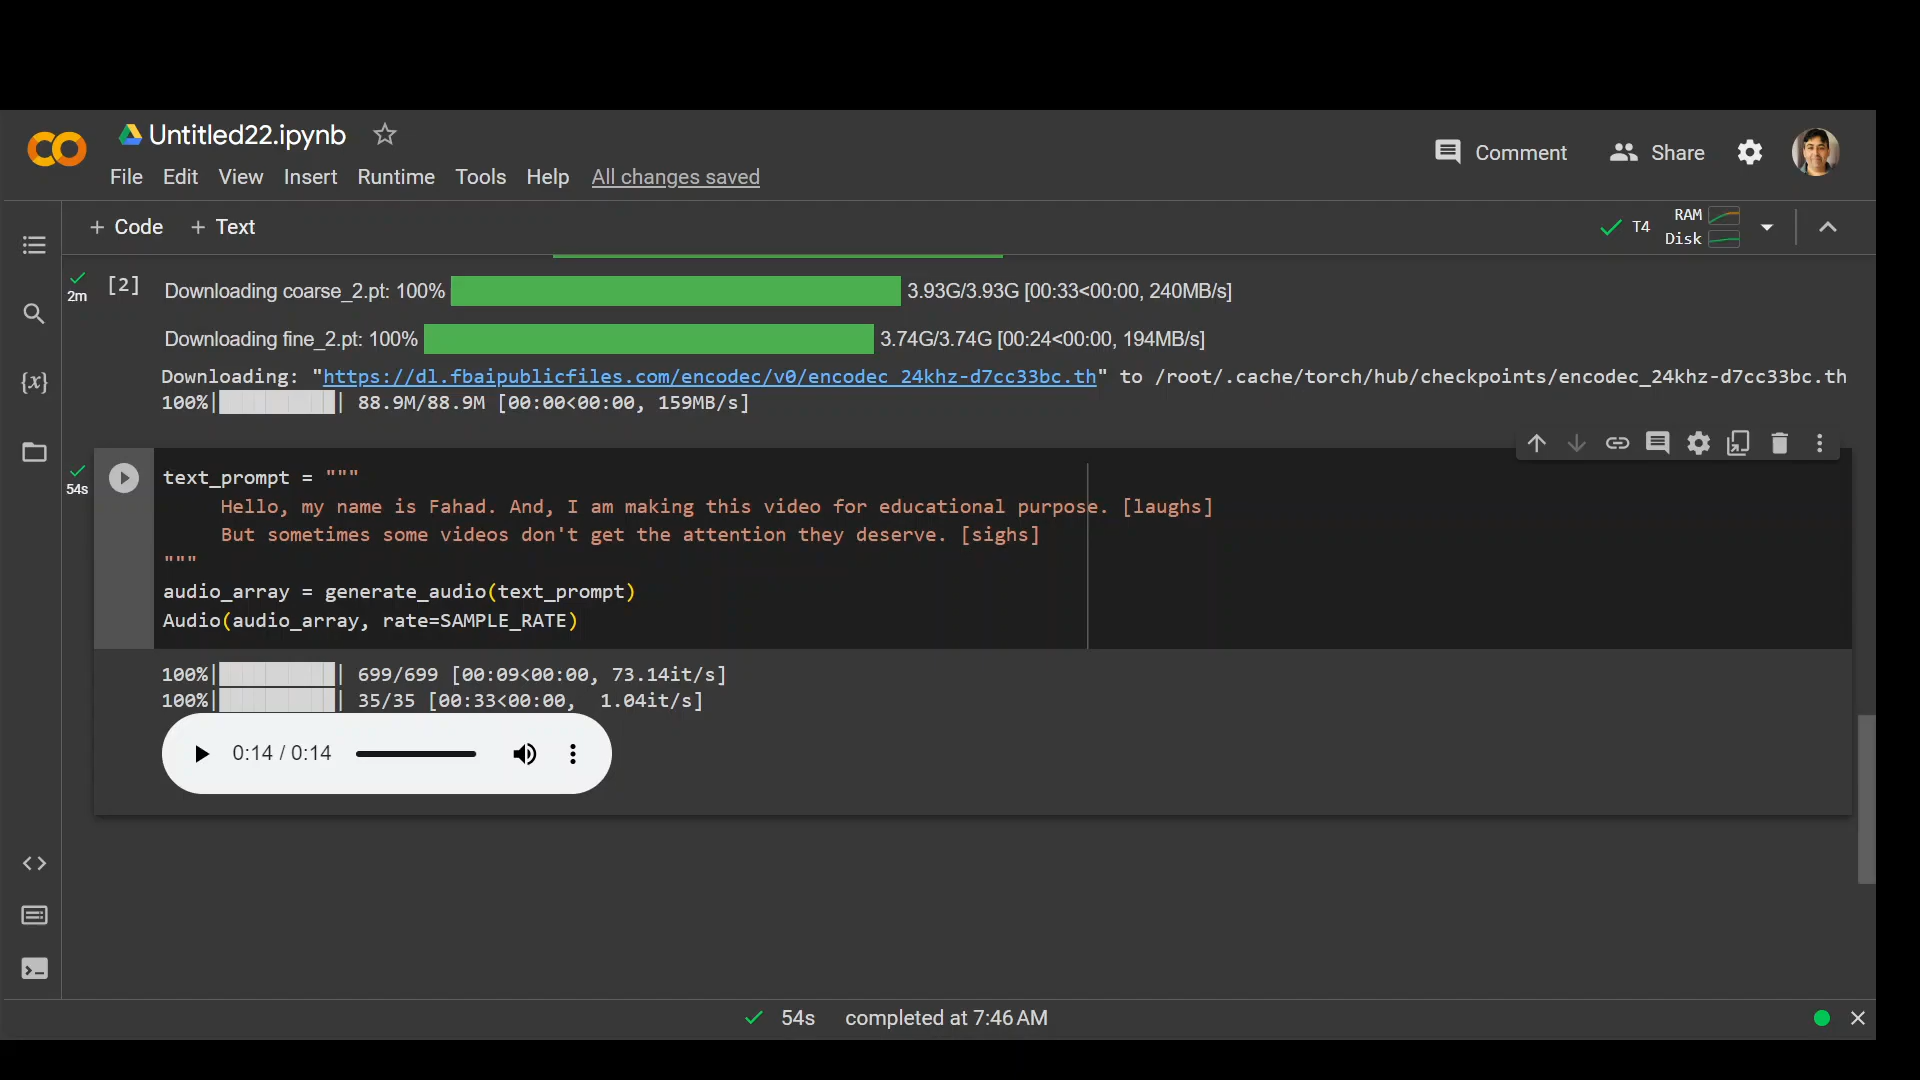 Untitled22.ipynb
Comment
Share
File Edit View Insert Runtime Tools Help All changes saved
+ Code + Text
T4
RAM
Disk
2m
[2]
Downloading coarse_2.pt: 100% 3.93G/3.93G [00:33<00:00, 240MB/s]
Downloading fine_2.pt: 100% 3.74G/3.74G [00:24<00:00, 194MB/s]
Downloading: "https://dl.fbaipublicfiles.com/encodec/v0/encodec_24khz-d7cc33bc.th" to /root/.cache/torch/hub/checkpoints/encodec_24khz-d7cc33bc.th
100%|██████████| 88.9M/88.9M [00:00<00:00, 159MB/s]
54s
text_prompt = """
Hello, my name is Fahad. And, I am making this video for educational purpose. [laughs]
But sometimes some videos don't get the attention they deserve. [sighs]
"""
audio_array = generate_audio(text_prompt)
Audio(audio_array, rate=SAMPLE_RATE)
100%|██████████| 699/699 [00:09<00:00, 73.14it/s]
100%|██████████| 35/35 [00:33<00:00, 1.04it/s]
0:14 / 0:14
54s completed at 7:46 AM